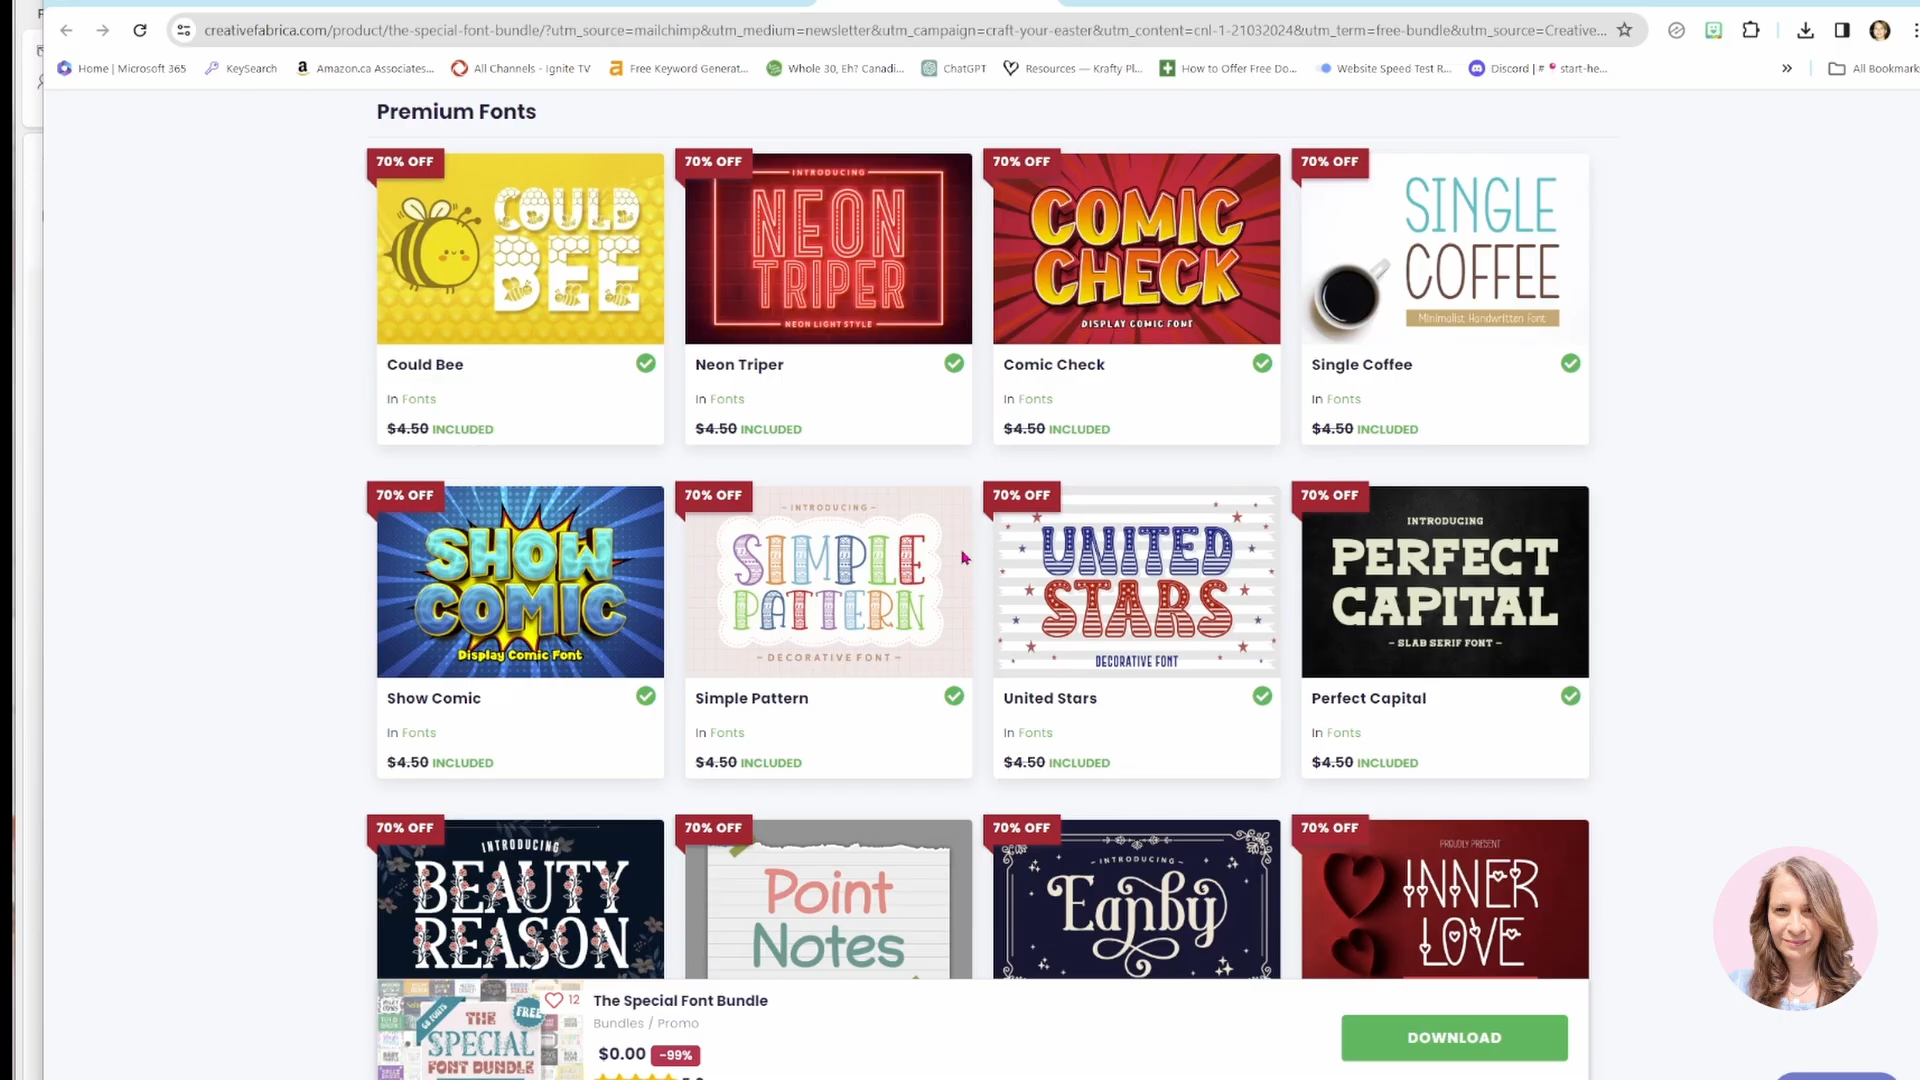 creativefabrica.com/product/the-special-font-bundle/?utm_source=mailchimp&utm_medium=newsletter&utm_campaign=craft-your-easter&utm_content=cnl-1-21032024&utm_term=free-bundle&utm_source=Creative...
Home | Microsoft 365 KeySearch Amazon.ca Associates... All Channels - Ignite TV Free Keyword Generat... Whole 30, Eh? Canadi... ChatGPT Resources — Krafty Pl... How to Offer Free Do... Website Speed Test R... Discord | # start-he... » All Bookmark
Premium Fonts
70% OFF 70% OFF 70% OFF 70% OFF
COULD BEE
INTRODUCING
NEON
TRIPER
NEON LIGHT STYLE
COMIC
CHECK
DISPLAY COMIC FONT
SINGLE
COFFEE
Minimalist Handwritten Font
Could Bee Neon Triper Comic Check Single Coffee
In Fonts In Fonts In Fonts In Fonts
$4.50 INCLUDED $4.50 INCLUDED $4.50 INCLUDED $4.50 INCLUDED
70% OFF 70% OFF 70% OFF 70% OFF
SHOW
COMIC
Display Comic Font
- INTRODUCING -
SIMPLE
PATTERN
- DECORATIVE FONT -
UNITED
STARS
DECORATIVE FONT
INTRODUCING
PERFECT
CAPITAL
- SLAB SERIF FONT -
Show Comic Simple Pattern United Stars Perfect Capital
In Fonts In Fonts In Fonts In Fonts
$4.50 INCLUDED $4.50 INCLUDED $4.50 INCLUDED $4.50 INCLUDED
70% OFF 70% OFF 70% OFF 70% OFF
INTRODUCING
BEAUTY
REASON
Point
Notes
- INTRODUCING -
Eanby
PROUDLY PRESENT
INNER
LOVE
68 FONTS
FREE
THE
SPECIAL
FONT BUNDLE
12
The Special Font Bundle
Bundles / Promo
$0.00 -99%
DOWNLOAD